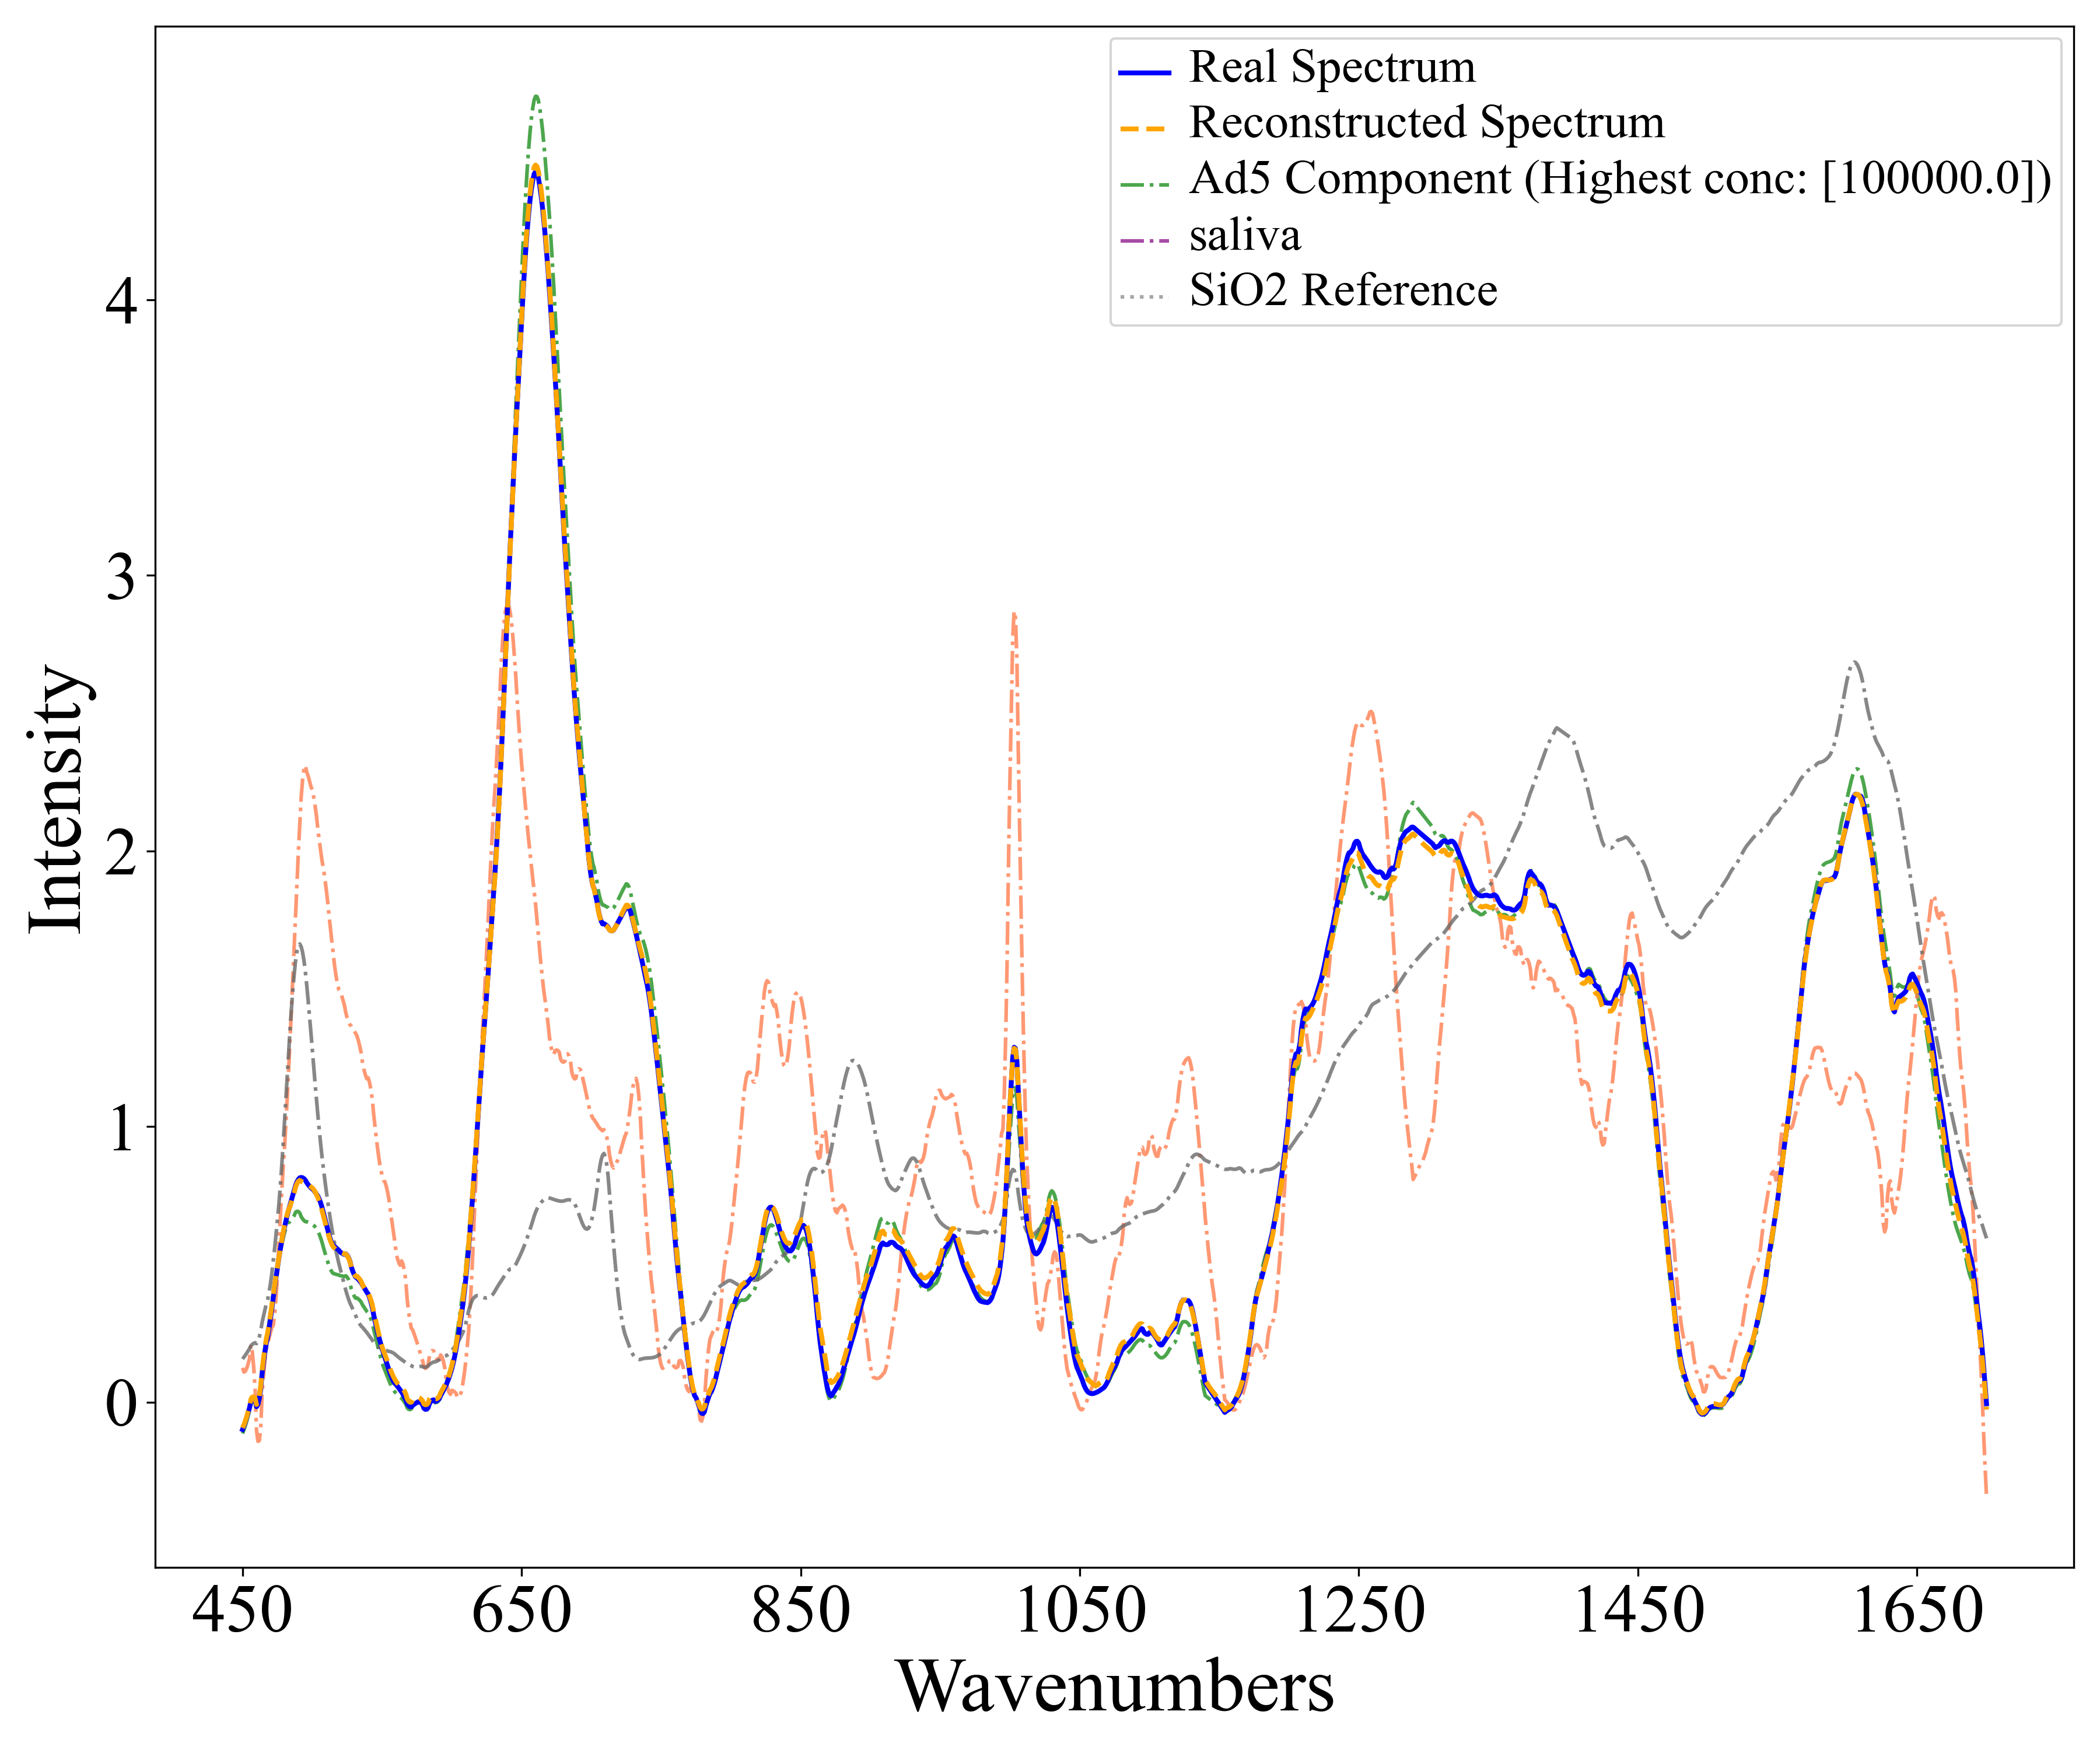 Real Spectrum
Reconstructed Spectrum
Ad5 Component (Highest conc: [100000.0])
saliva
SiO2 Reference
Intensity
4
3
2
1
0
450 650 850 1050 1250 1450 1650
Wavenumbers